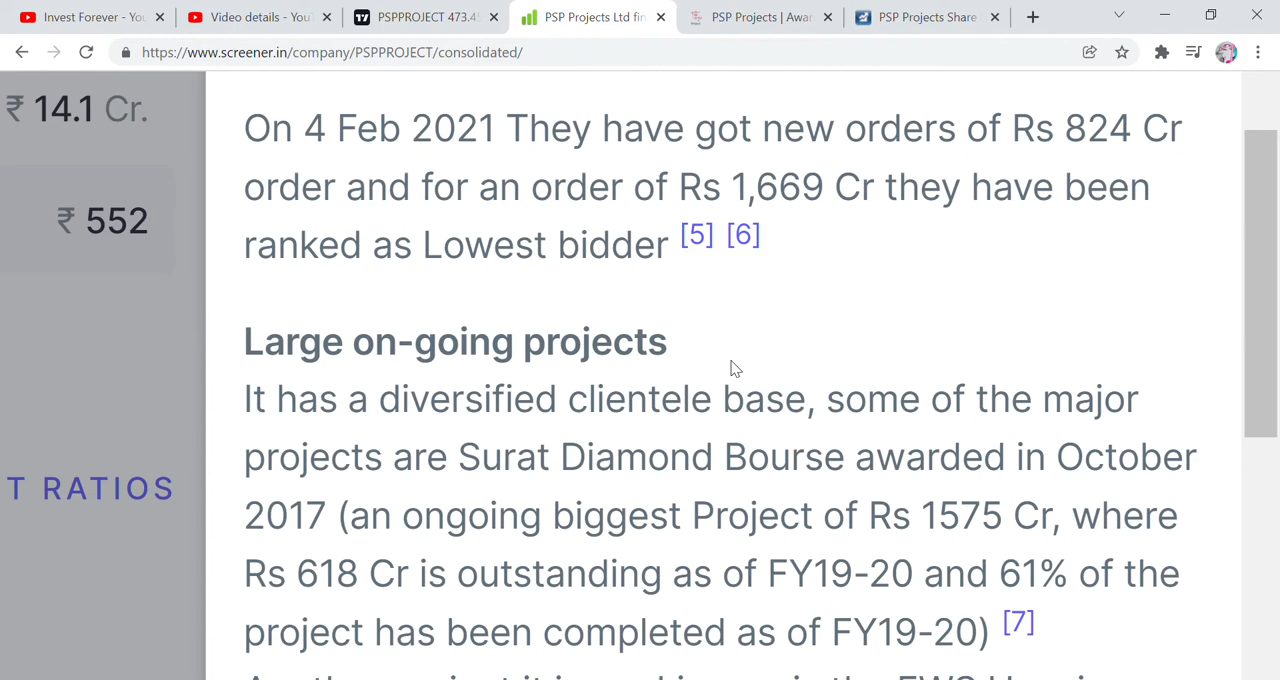 Invest Forever - You
Video details - YouT
PSPPROJECT 473.4
PSP Projects Ltd fin
PSP Projects | Awar
PSP Projects Share
https://www.screener.in/company/PSPPROJECT/consolidated/
₹ 14.1 Cr.
₹ 552
T RATIOS
On 4 Feb 2021 They have got new orders of Rs 824 Cr
order and for an order of Rs 1,669 Cr they have been
ranked as Lowest bidder [5] [6]
Large on-going projects
It has a diversified clientele base, some of the major
projects are Surat Diamond Bourse awarded in October
2017 (an ongoing biggest Project of Rs 1575 Cr, where
Rs 618 Cr is outstanding as of FY19-20 and 61% of the
project has been completed as of FY19-20) [7]